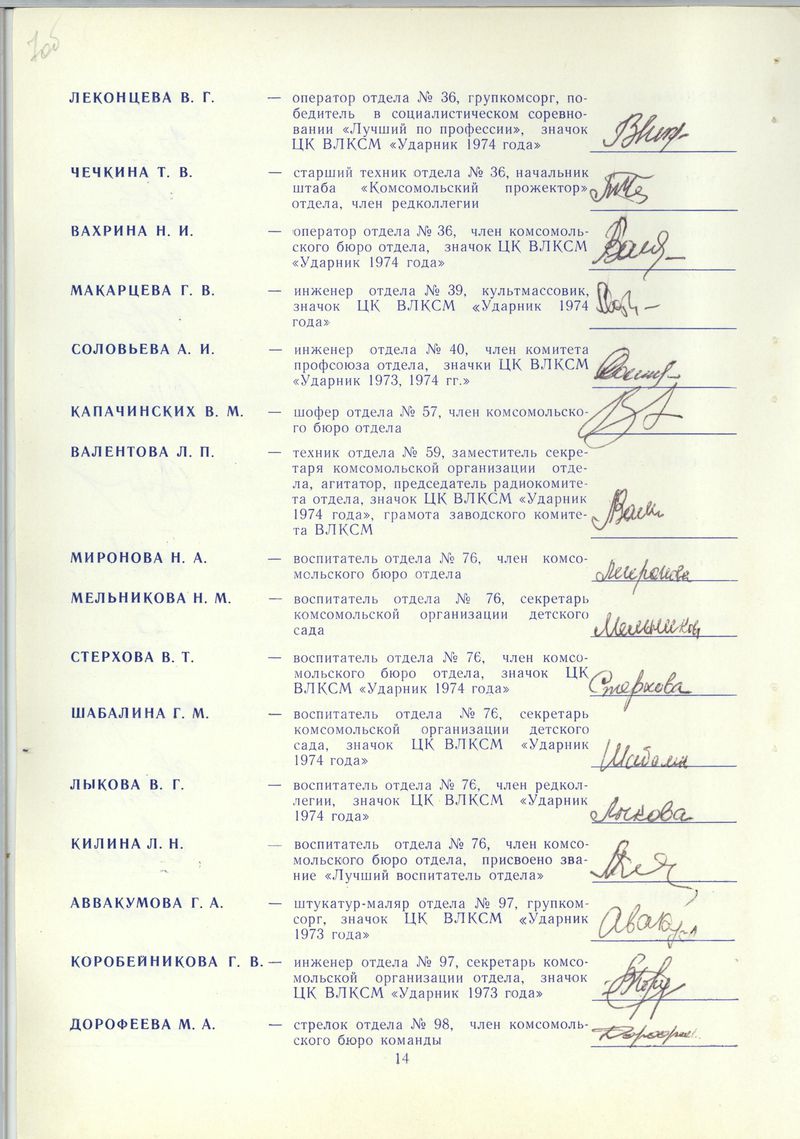 706
ЛЕКОНЦЕВА В. Г. — оператор отдела № 36, групкомсорг, по-
бедитель в социалистическом соревно-
вании «Лучший по профессии», значок
ЦК ВЛКСМ «Ударник 1974 года»
ЧЕЧКИНА Т. В. — старший техник отдела № 36, начальник
штаба «Комсомольский прожектор»
отдела, член редколлегии
ВАХРИНА Н. И. — оператор отдела № 36, член комсомоль-
ского бюро отдела, значок ЦК ВЛКСМ
«Ударник 1974 года»
МАКАРЦЕВА Г. В. — инженер отдела № 39, культмассовик,
значок ЦК ВЛКСМ «Ударник 1974
года»
СОЛОВЬЕВА А. И. — инженер отдела № 40, член комитета
профсоюза отдела, значки ЦК ВЛКСМ
«Ударник 1973, 1974 гг.»
КАПАЧИНСКИХ В. М. — шофер отдела № 57, член комсомольско-
го бюро отдела
ВАЛЕНТОВА Л. П. — техник отдела № 59, заместитель секре-
таря комсомольской организации отде-
ла, агитатор, председатель радиокомите-
та отдела, значок ЦК ВЛКСМ «Ударник
1974 года», грамота заводского комите-
та ВЛКСМ
МИРОНОВА Н. А. — воспитатель отдела № 76, член комсо-
мольского бюро отдела Миронова
МЕЛЬНИКОВА Н. М. — воспитатель отдела № 76, секретарь
комсомольской организации детского
сада
СТЕРХОВА В. Т. — воспитатель отдела № 76, член комсо-
мольского бюро отдела, значок ЦК
ВЛКСМ «Ударник 1974 года» Стерхова
ШАБАЛИНА Г. М. — воспитатель отдела № 76, секретарь
комсомольской организации детского
сада, значок ЦК ВЛКСМ «Ударник
1974 года»
ЛЫКОВА В. Г. — воспитатель отдела № 76, член редкол-
легии, значок ЦК ВЛКСМ «Ударник
1974 года» Лыкова
КИЛИНА Л. Н. — воспитатель отдела № 76, член комсо-
мольского бюро отдела, присвоено зва-
ние «Лучший воспитатель отдела»
АВВАКУМОВА Г. А. — штукатур-маляр отдела № 97, групком-
сорг, значок ЦК ВЛКСМ «Ударник
1973 года»
КОРОБЕЙНИКОВА Г. В. — инженер отдела № 97, секретарь комсо-
мольской организации отдела, значок
ЦК ВЛКСМ «Ударник 1973 года»
ДОРОФЕЕВА М. А. — стрелок отдела № 98, член комсомоль-
ского бюро команды
14